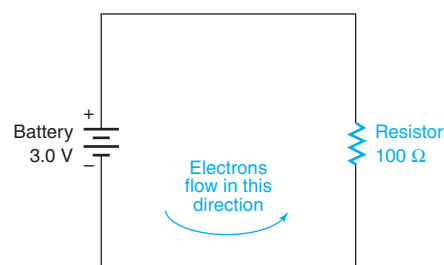 +
Battery
3.0 V
–
Resistor
100 Ω
Electrons
flow in this
direction